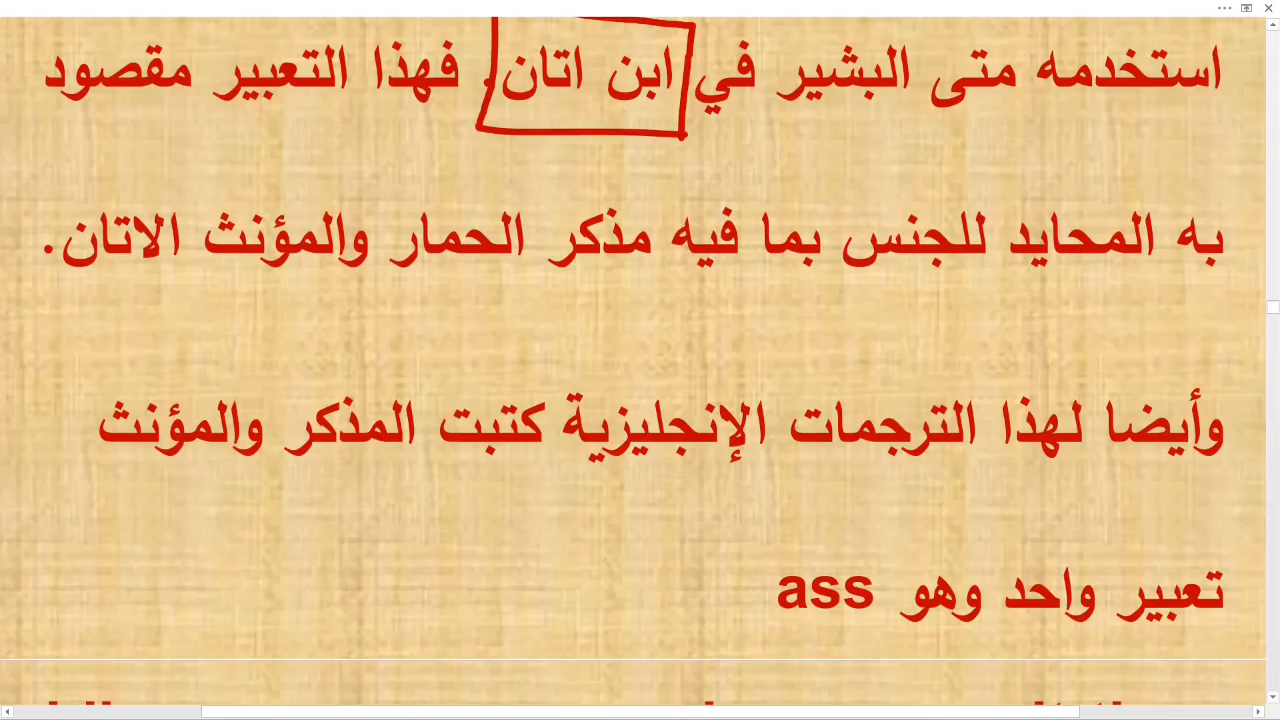 استخدمه متى البشير في ابن اتان. فهذا التعبير مقصود
به المحايد للجنس بما فيه مذكر الحمار والمؤنث الاتان.
وأيضا لهذا الترجمات الإنجليزية كتبت المذكر والمؤنث
تعبير واحد وهو ass